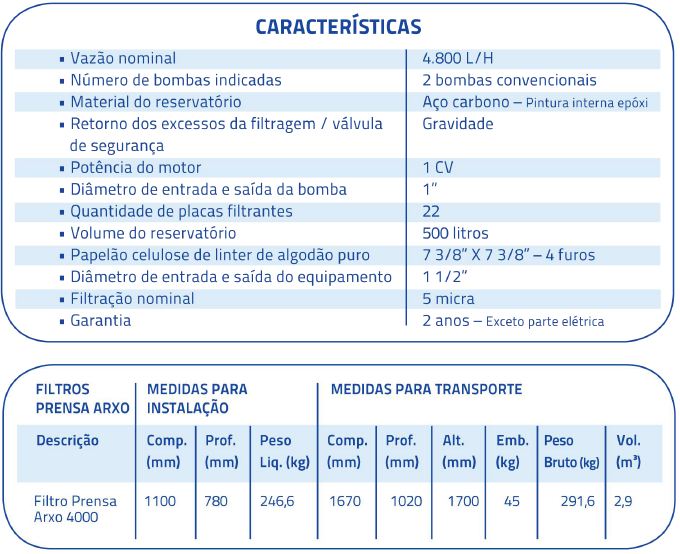 CARACTERÍSTICAS
▪ Vazão nominal 4.800 L/H
▪ Número de bombas indicadas 2 bombas convencionais
▪ Material do reservatório Aço carbono – Pintura interna epóxi
▪ Retorno dos excessos da filtragem / válvula Gravidade
de segurança
▪ Potência do motor 1 CV
▪ Diâmetro de entrada e saída da bomba 1”
▪ Quantidade de placas filtrantes 22
▪ Volume do reservatório 500 litros
▪ Papelão celulose de linter de algodão puro 7 3/8” X 7 3/8” – 4 furos
▪ Diâmetro de entrada e saída do equipamento 1 1/2”
▪ Filtração nominal 5 micra
▪ Garantia 2 anos – Exceto parte elétrica
FILTROS MEDIDAS PARA MEDIDAS PARA TRANSPORTE
PRENSA ARXO INSTALAÇÃO
Descrição Comp. Prof. Peso Comp. Prof. Alt. Emb. Peso Vol.
(mm) (mm) Liq. (kg) (mm) (mm) (mm) (kg) Bruto (kg) (m³)
Filtro Prensa 1100 780 246,6 1670 1020 1700 45 291,6 2,9
Arxo 4000